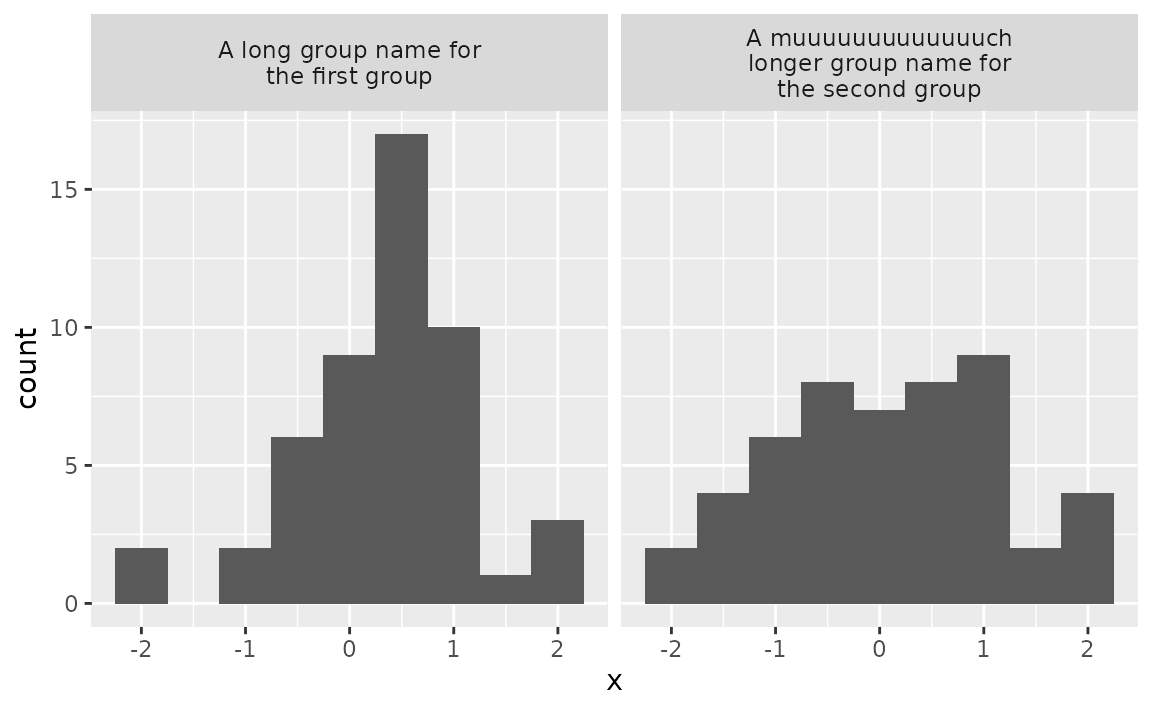 A long group name for
the first group
A muuuuuuuuuuuuuch
longer group name for
the second group
count
15
10
5
0
-2 -1 0 1 2
-2 -1 0 1 2
x